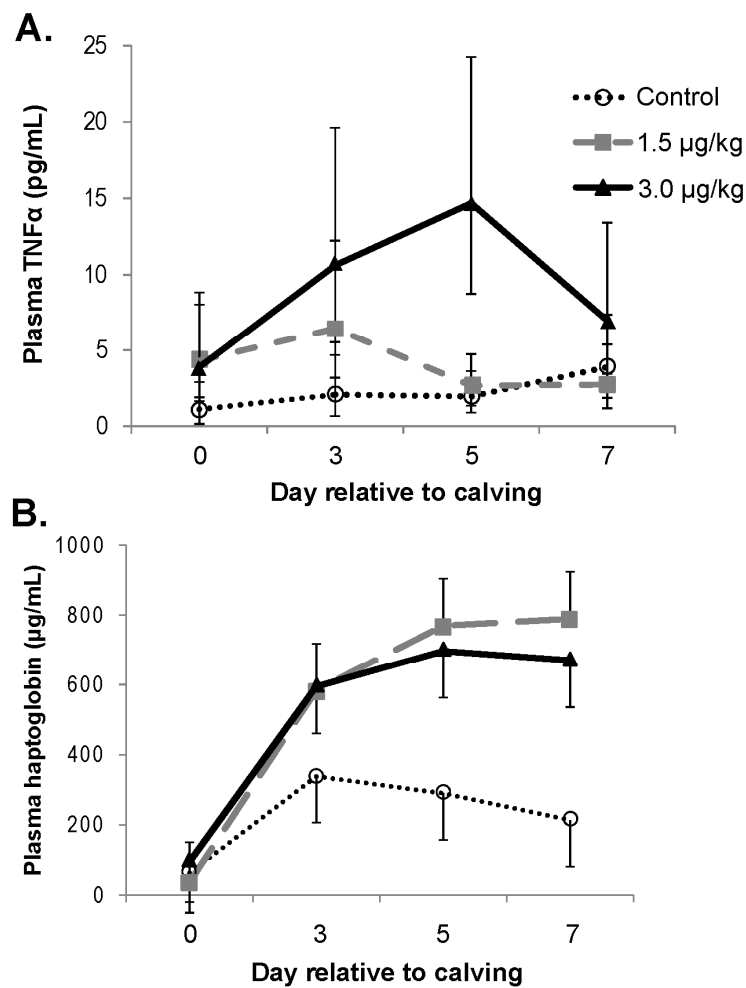 A.
Plasma TNFα (pg/mL)
25
20
15
10
5
0
0 3 5 7
Day relative to calving
Control
1.5 µg/kg
3.0 µg/kg
B.
Plasma haptoglobin (µg/mL)
1000
800
600
400
200
0
0 3 5 7
Day relative to calving